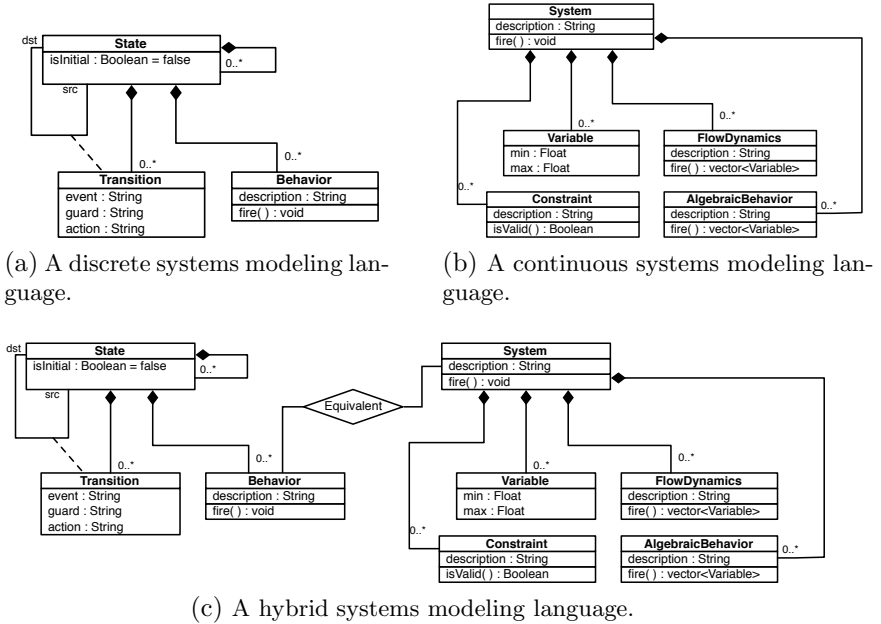 dst
State
isInitial : Boolean = false
0..*
src
0..*
0..*
Transition
event : String
guard : String
action : String
Behavior
description : String
fire( ) : void
(a) A discrete systems modeling lan-
guage.
System
description : String
fire( ) : void
0..*
0..*
Variable
min : Float
max : Float
FlowDynamics
description : String
fire( ) : vector<Variable>
0..*
Constraint
description : String
isValid( ) : Boolean
AlgebraicBehavior
description : String
fire( ) : vector<Variable>
0..*
(b) A continuous systems modeling lan-
guage.
dst
State
isInitial : Boolean = false
0..*
src
0..*
0..*
Transition
event : String
guard : String
action : String
Behavior
description : String
fire( ) : void
Equivalent
System
description : String
fire( ) : void
0..*
0..*
Variable
min : Float
max : Float
FlowDynamics
description : String
fire( ) : vector<Variable>
0..*
Constraint
description : String
isValid( ) : Boolean
AlgebraicBehavior
description : String
fire( ) : vector<Variable>
0..*
(c) A hybrid systems modeling language.